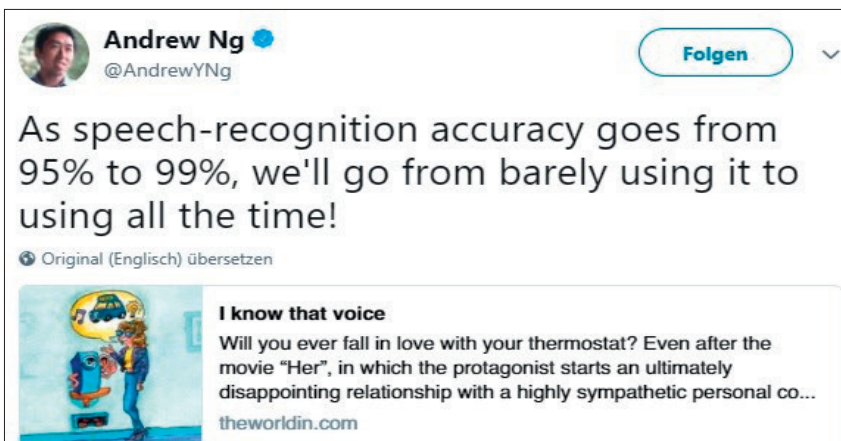 Andrew Ng
@AndrewYNg
Folgen
As speech-recognition accuracy goes from
95% to 99%, we'll go from barely using it to
using all the time!
Original (Englisch) übersetzen
I know that voice
Will you ever fall in love with your thermostat? Even after the
movie “Her”, in which the protagonist starts an ultimately
disappointing relationship with a highly sympathetic personal co...
theworldin.com